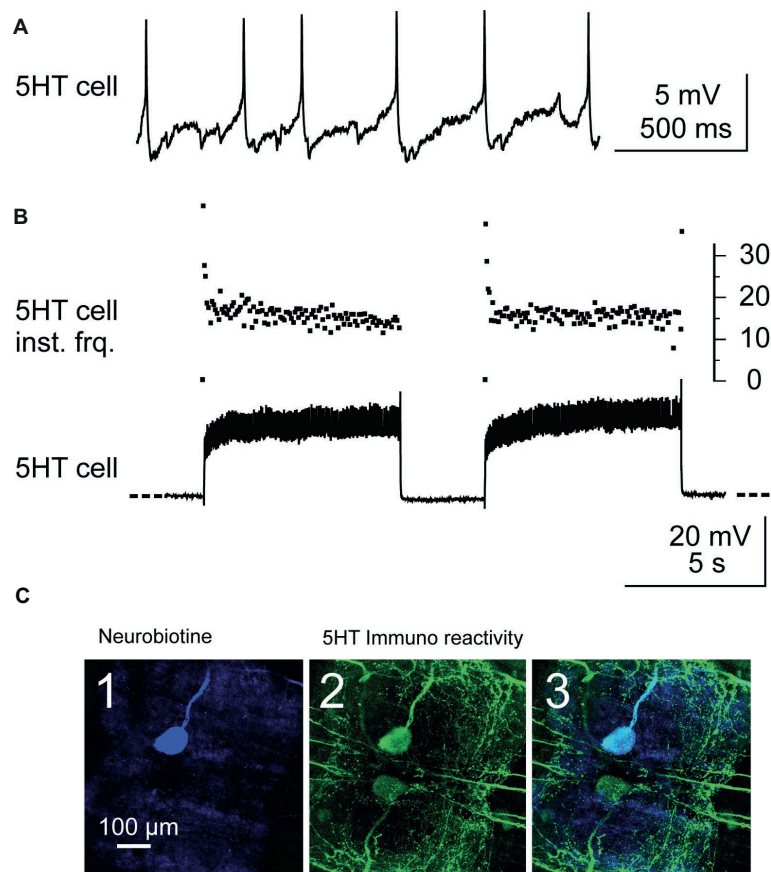 A
5HT cell
5 mV
500 ms
B
5HT cell
inst. frq.
30
20
10
0
5HT cell
20 mV
5 s
C
Neurobiotine
5HT Immuno reactivity
1
2
3
100 µm